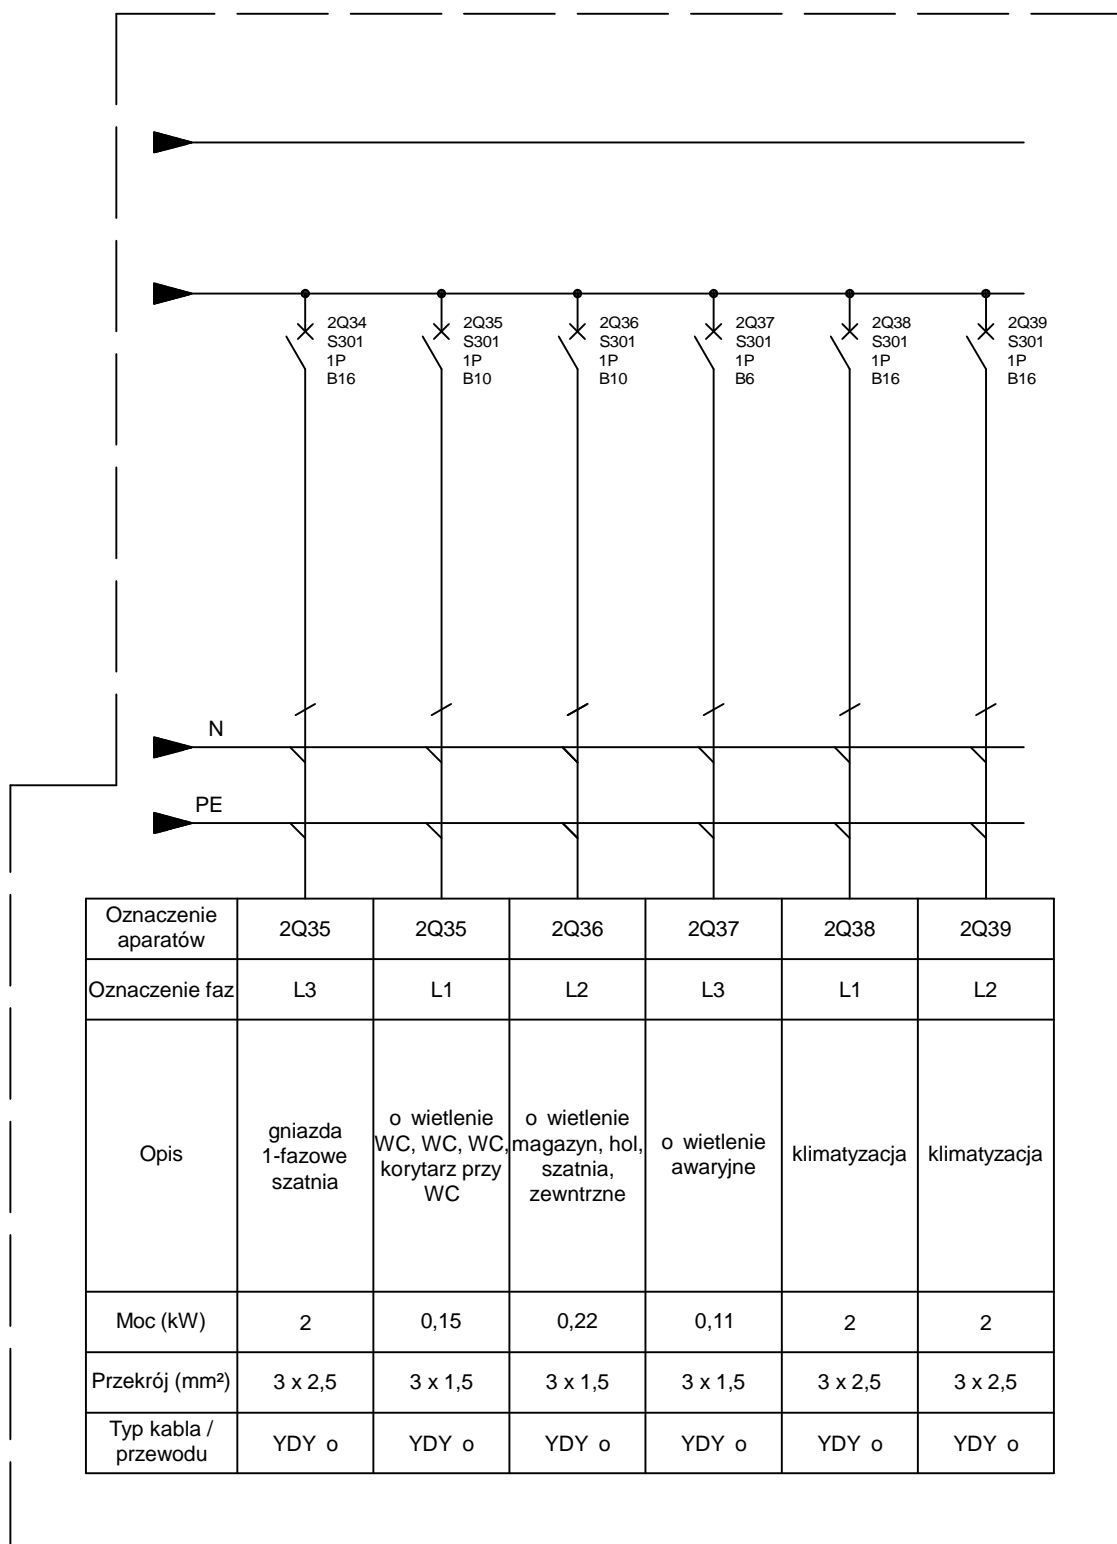 2Q34
S301
1P
B16
2Q35
S301
1P
B10
2Q36
S301
1P
B10
2Q37
S301
1P
B6
2Q38
S301
1P
B16
2Q39
S301
1P
B16
N
PE
Oznaczenie
aparatów
2Q35
2Q35
2Q36
2Q37
2Q38
2Q39
Oznaczenie faz
L3
L1
L2
L3
L1
L2
Opis
gniazda
1-fazowe
szatnia
o wietlenie
WC, WC, WC,
korytarz przy
WC
o wietlenie
magazyn, hol,
szatnia,
zewntrzne
o wietlenie
awaryjne
klimatyzacja
klimatyzacja
Moc (kW)
2
0,15
0,22
0,11
2
2
Przekrój (mm²)
3 x 2,5
3 x 1,5
3 x 1,5
3 x 1,5
3 x 2,5
3 x 2,5
Typ kabla /
przewodu
YDY o
YDY o
YDY o
YDY o
YDY o
YDY o